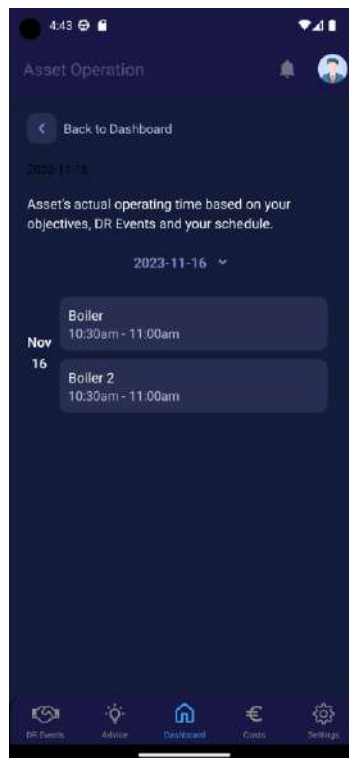 4:43
Asset Operation
Back to Dashboard
2023-11-16
Asset's actual operating time based on your
objectives, DR Events and your schedule.
2023-11-16
Boiler
10:30am - 11:00am
Nov
16
Boiler 2
10:30am - 11:00am
DR Events
Advice
Dashboard
Costs
Settings